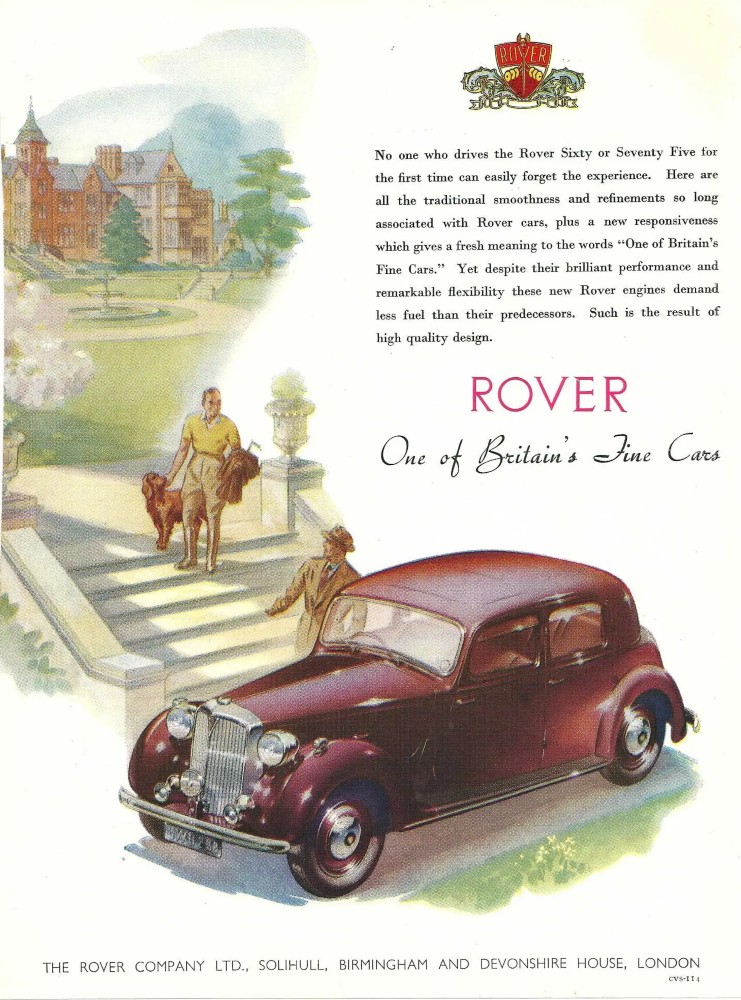 ROVER
No one who drives the Rover Sixty or Seventy Five for
the first time can easily forget the experience. Here are
all the traditional smoothness and refinements so long
associated with Rover cars, plus a new responsiveness
which gives a fresh meaning to the words “One of Britain's
Fine Cars.” Yet despite their brilliant performance and
remarkable flexibility these new Rover engines demand
less fuel than their predecessors. Such is the result of
high quality design.
ROVER
One of Britain's Fine Cars
THE ROVER COMPANY LTD., SOLIHULL, BIRMINGHAM AND DEVONSHIRE HOUSE, LONDON
CVS-114